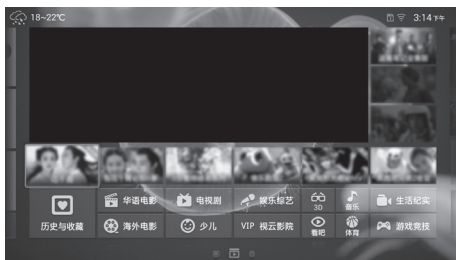 18~22℃
3:14 下午
华语电影
电视剧
娱乐综艺
3D
音乐
生活纪实
历史与收藏
海外电影
少儿
VIP 视云影院
看吧
体育
游戏竞技